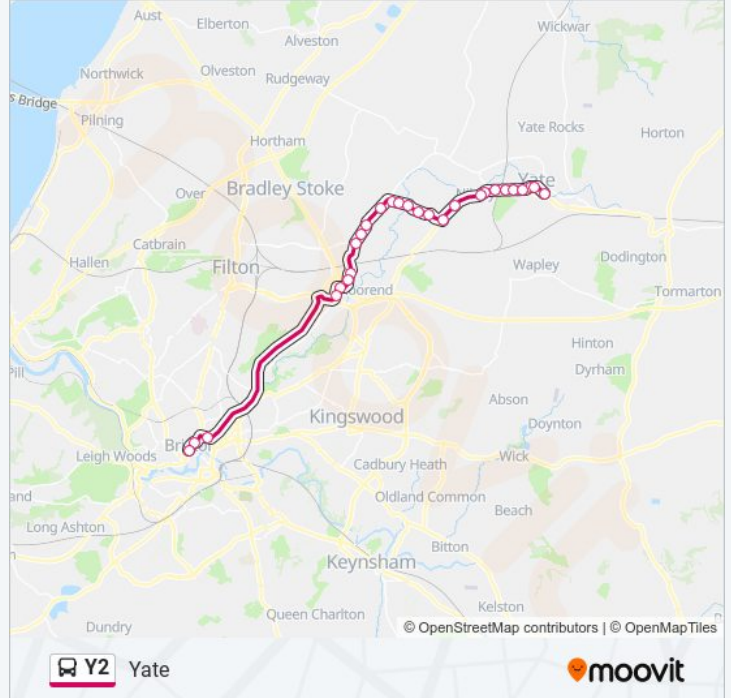 Aust
Elberton
Wickwar
Alveston
Northwick
Olveston
Rudgeway
s Bridge
Pilning
Yate Rocks
Horton
Hortham
Yate
Over
Bradley Stoke
Catbrain
Hallen
Filton
Wapley
Dodington
oorend
Tormarton
Hinton
Pill
Dyrham
Abson
Kingswood
Doynton
Leigh Woods
Wick
Cadbury Heath
and
Oldland Common
Long Ashton
Beach
Bitton
Keynsham
Kelston
Queen Charlton
Dundry
© OpenStreetMap contributors | © OpenMapTiles
Y2 Yate
moovit